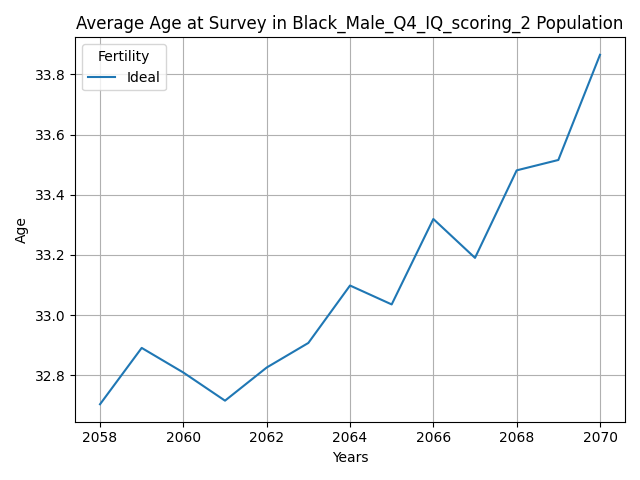 Average Age at Survey in Black_Male_Q4_IQ_scoring_2 Population
Fertility
Ideal
33.8
33.6
33.4
33.2
33.0
32.8
Age
2058 2060 2062 2064 2066 2068 2070
Years